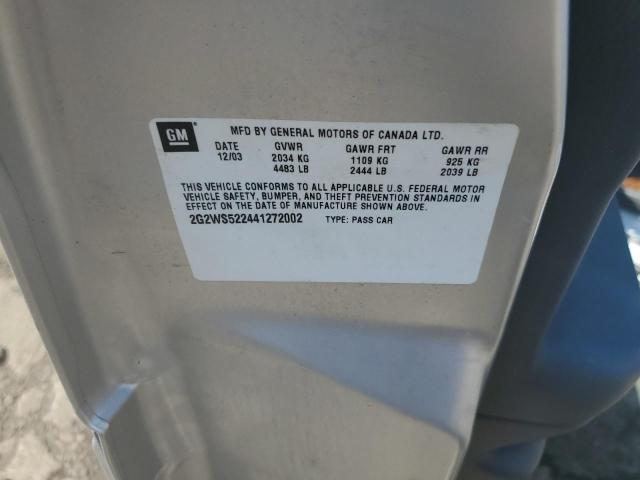 GM
MFD BY GENERAL MOTORS OF CANADA LTD.
DATE GVWR GAWR FRT GAWR RR
12/03 2034 KG 1109 KG 925 KG
4483 LB 2444 LB 2039 LB
THIS VEHICLE CONFORMS TO ALL APPLICABLE U.S. FEDERAL MOTOR
VEHICLE SAFETY, BUMPER, AND THEFT PREVENTION STANDARDS IN
EFFECT ON THE DATE OF MANUFACTURE SHOWN ABOVE.
2G2WS522441272002 TYPE: PASS CAR